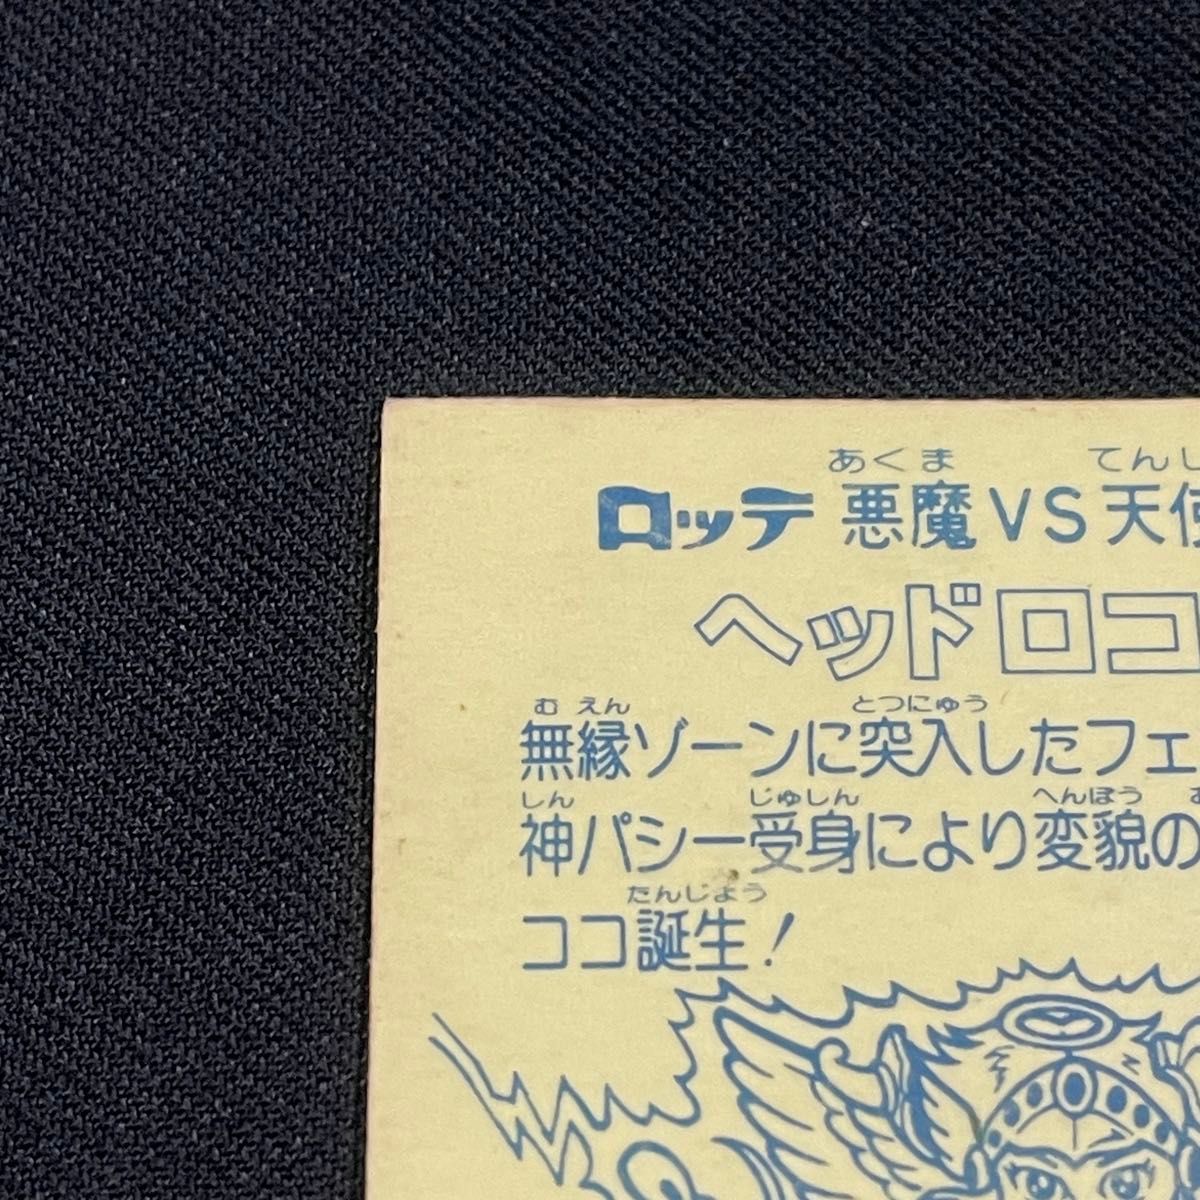 あくま てんし
ロッテ 悪魔VS天使
ヘッドロココ
むえん とつにゅう
無縁ゾーンに突入したフェ
しん じゅしん へんぼう
神パシー受身により変貌の
たんじょう
ココ誕生!